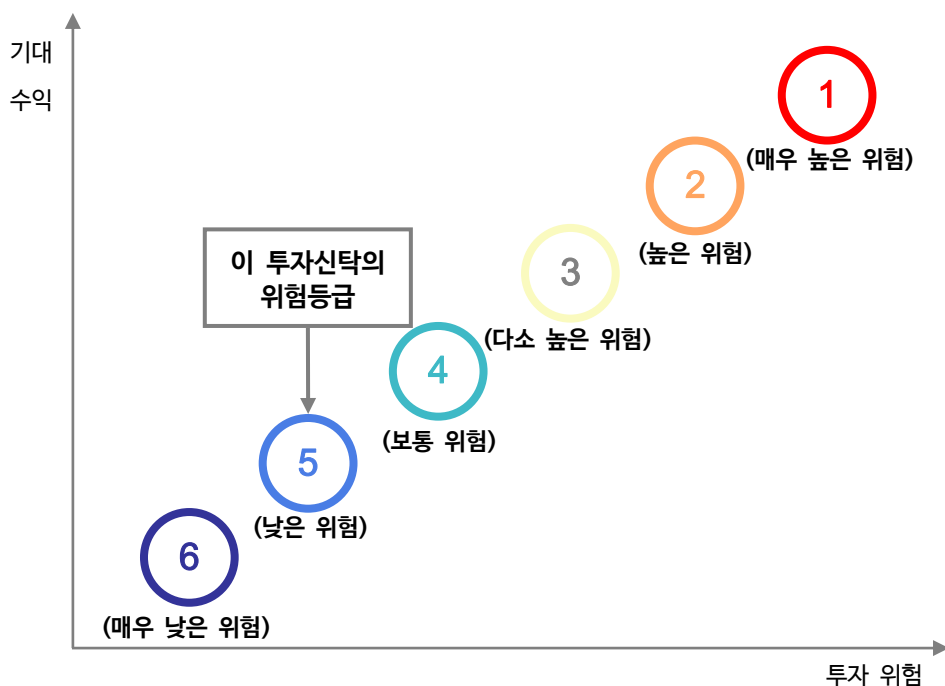 기대
수익
1
(매우 높은 위험)
2
(높은 위험)
이 투자신탁의
위험등급
3
(다소 높은 위험)
4
(보통 위험)
5
(낮은 위험)
6
(매우 낮은 위험)
투자 위험